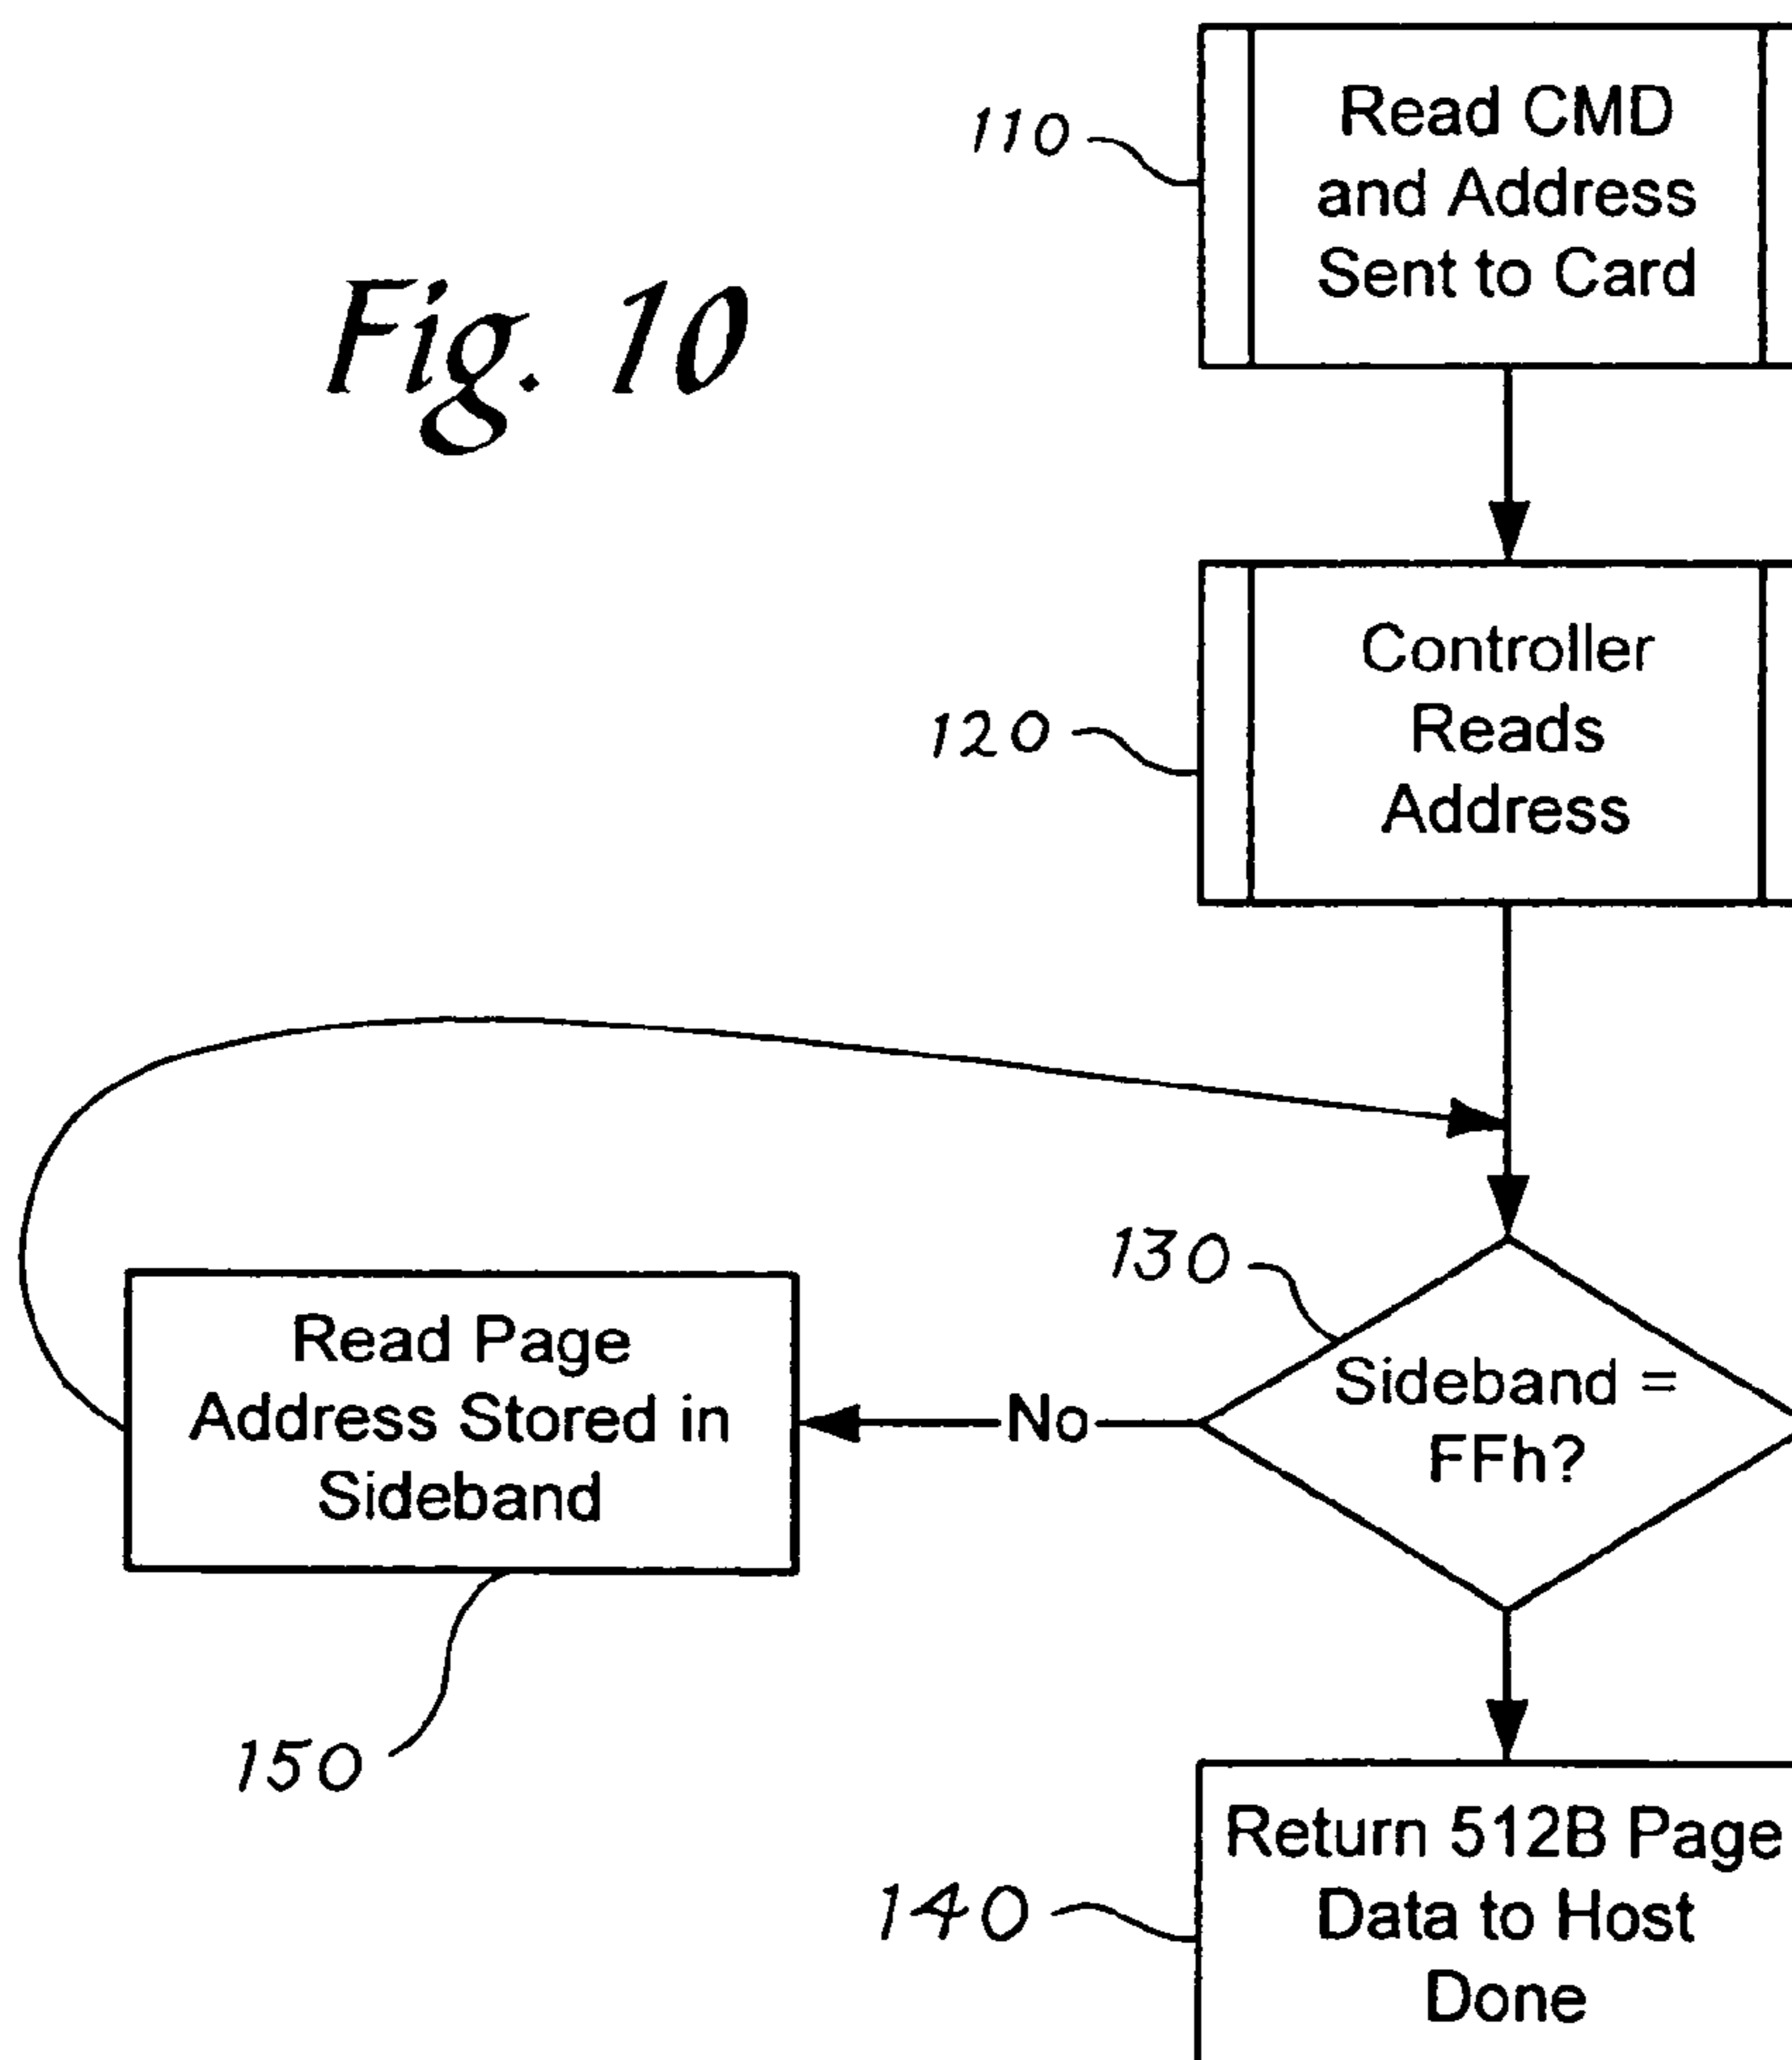 Fig. 10
110
Read CMD
and Address
Sent to Card
120
Controller
Reads
Address
130
Sideband =
FFh?
No
Read Page
Address Stored in
Sideband
150
140
Return 512B Page
Data to Host
Done